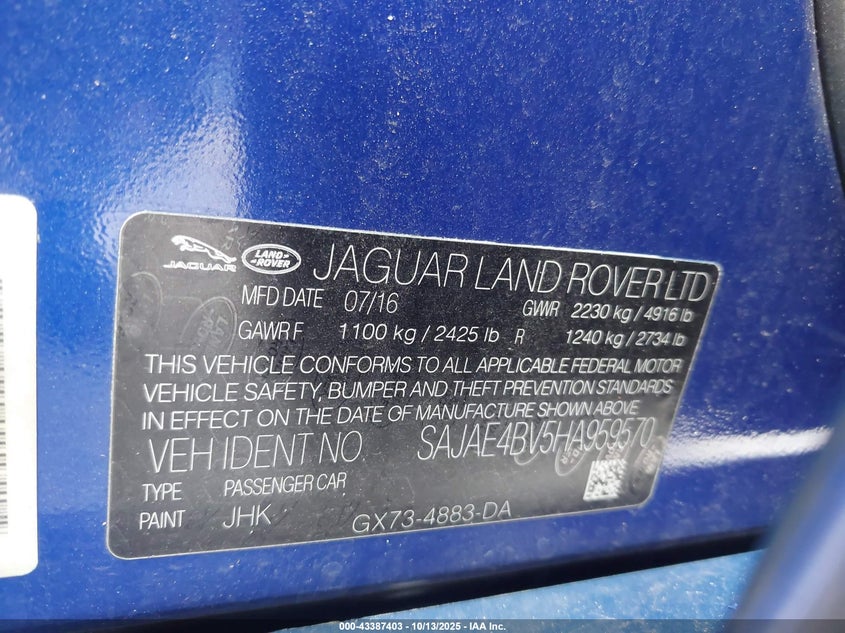 JAGUAR LAND ROVER JAGUAR LAND ROVER LTD
MFD DATE 07/16 GWWR 2230 kg / 4916 lb
GAWR F 1100 kg / 2425 lb R 1240 kg / 2734 lb
THIS VEHICLE CONFORMS TO ALL APPLICABLE FEDERAL MOTOR
VEHICLE SAFETY, BUMPER AND THEFT PREVENTION STANDARDS
IN EFFECT ON THE DATE OF MANUFACTURE SHOWN ABOVE
VEH IDENT NO. SAJAE4BV5HA959570
TYPE PASSENGER CAR
PAINT JHK GX73-4883-DA
000-43387403 - 10/13/2025 - IAA Inc.